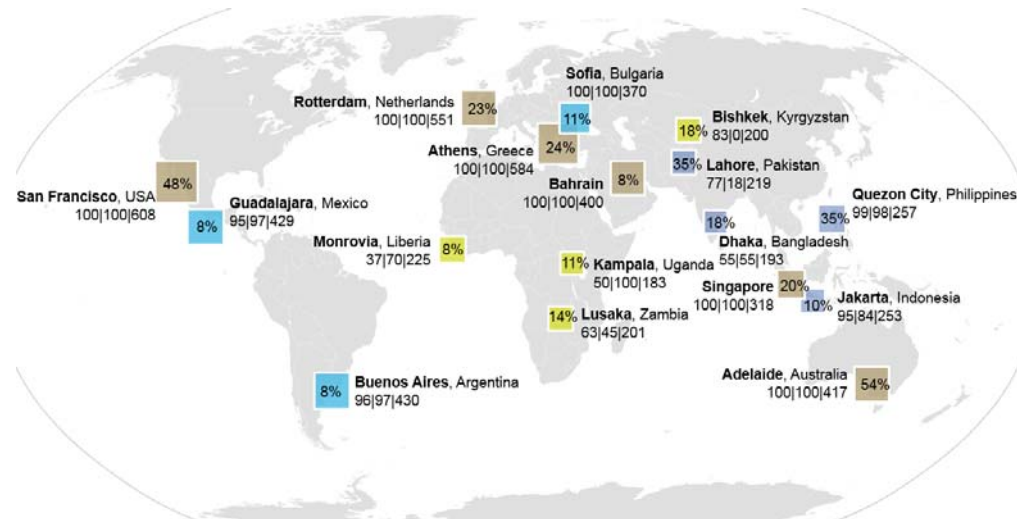 Sofia, Bulgaria
100|100|370
11%
Rotterdam, Netherlands
100|100|551
23%
Bishkek, Kyrgyzstan
83|0|200
18%
Athens, Greece
100|100|584
24%
Lahore, Pakistan
77|18|219
35%
San Francisco, USA
100|100|608
48%
Bahrain
100|100|400
8%
Guadalajara, Mexico
95|97|429
8%
Quezon City, Philippines
99|98|257
35%
Monrovia, Liberia
37|70|225
8%
18%
Dhaka, Bangladesh
55|55|193
11%
Kampala, Uganda
50|100|183
Singapore
100|100|318
20%
10%
Jakarta, Indonesia
95|84|253
14%
Lusaka, Zambia
63|45|201
8%
Buenos Aires, Argentina
96|97|430
Adelaide, Australia
100|100|417
54%